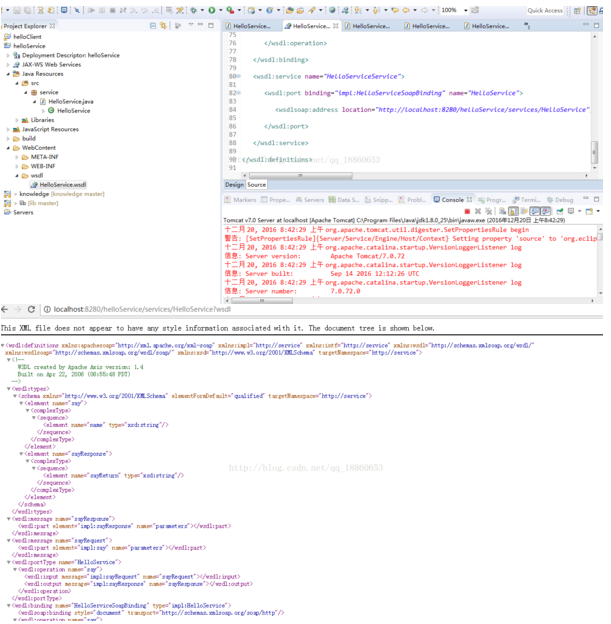 100%
Quick Access
Project Explorer
helloClient
helloService
Deployment Descriptor: helloService
JAX-WS Web Services
Java Resources
src
service
HelloService.java
HelloService
Libraries
JavaScript Resources
build
WebContent
META-INF
WEB-INF
wsdl
HelloService.wsdl
knowledge [knowledge master]
lib [lib master]
Servers
HelloService...
HelloService...
HelloService...
HelloService...
HelloService...
75
76 </wsdl:operation>
77
78 </wsdl:binding>
79
80 <wsdl:service name="HelloServiceService">
81
82 <wsdl:port binding="impl:HelloServiceSoapBinding" name="HelloService">
83
84 <wsdlsoap:address location="http://localhost:8280/helloService/services/HelloService"
85
86 </wsdl:port>
87
88 </wsdl:service>
89
90 </wsdl:definitions>
91
Design Source
Markers Prope... Servers Data S... Snipp... Probl... Console Progr... Termi... Debug
Tomcat v7.0 Server at localhost [Apache Tomcat] C:\Program Files\Java\jdk1.8.0_25\bin\javaw.exe (2016年12月20日 上午8:42:29)
十二月 20, 2016 8:42:29 上午 org.apache.tomcat.util.digester.SetPropertiesRule begin
警告: [SetPropertiesRule]{Server/Service/Engine/Host/Context} Setting property 'source' to 'org.eclip
十二月 20, 2016 8:42:29 上午 org.apache.catalina.startup.VersionLoggerListener log
信息: Server version: Apache Tomcat/7.0.72
十二月 20, 2016 8:42:29 上午 org.apache.catalina.startup.VersionLoggerListener log
信息: Server built: Sep 14 2016 12:12:26 UTC
十二月 20, 2016 8:42:29 上午 org.apache.catalina.startup.VersionLoggerListener log
信息: Server number: 7.0.72.0
localhost:8280/helloService/services/HelloService?wsdl
This XML file does not appear to have any style information associated with it. The document tree is shown below.
<wsdl:definitions xmlns:apachesoap="http://xml.apache.org/xml-soap" xmlns:impl="http://service" xmlns:intf="http://service" xmlns:wsdl="http://schemas.xmlsoap.org/wsdl/"
xmlns:wsdlsoap="http://schemas.xmlsoap.org/wsdl/soap/" xmlns:xsd="http://www.w3.org/2001/XMLSchema" targetNamespace="http://service">
<!--
WSDL created by Apache Axis version: 1.4
Built on Apr 22, 2006 (06:55:48 PDT)
-->
<wsdl:types>
<schema xmlns="http://www.w3.org/2001/XMLSchema" elementFormDefault="qualified" targetNamespace="http://service">
<element name="say">
<complexType>
<sequence>
<element name="name" type="xsd:string"/>
</sequence>
</complexType>
</element>
<element name="sayResponse">
<complexType>
<sequence>
<element name="sayReturn" type="xsd:string"/>
</sequence>
</complexType>
</element>
</schema>
</wsdl:types>
<wsdl:message name="sayResponse">
<wsdl:part element="impl:sayResponse" name="parameters"></wsdl:part>
</wsdl:message>
<wsdl:message name="sayRequest">
<wsdl:part element="impl:say" name="parameters"></wsdl:part>
</wsdl:message>
<wsdl:portType name="HelloService">
<wsdl:operation name="say">
<wsdl:input message="impl:sayRequest" name="sayRequest"></wsdl:input>
<wsdl:output message="impl:sayResponse" name="sayResponse"></wsdl:output>
</wsdl:operation>
</wsdl:portType>
<wsdl:binding name="HelloServiceSoapBinding" type="impl:HelloService">
<wsdlsoap:binding style="document" transport="http://schemas.xmlsoap.org/soap/http"/>
<wsdl:operation name="say">
http://blog.csdn.net/qq_18860653